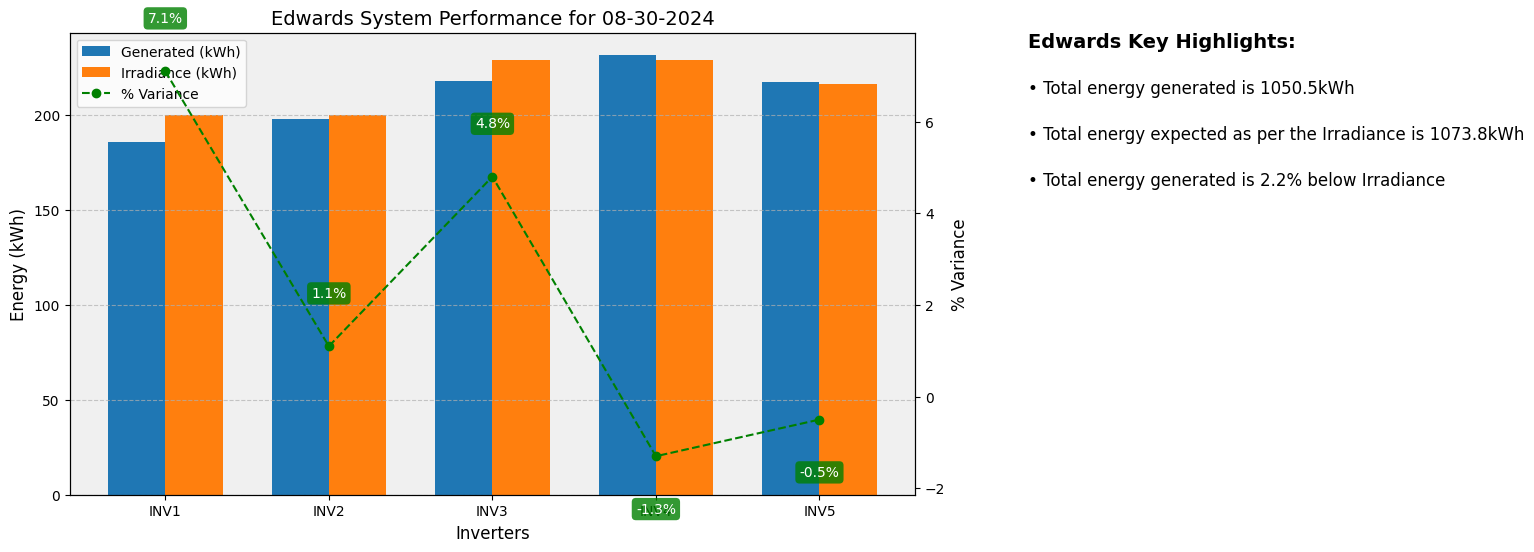 7.1%
Edwards System Performance for 08-30-2024
Generated (kWh)
Irradiance (kWh)
% Variance
Energy (kWh)
200
150
100
50
0
4.8%
1.1%
-1.3%
-0.5%
6
4
2
0
−2
% Variance
INV1
INV2
INV3
INV5
Inverters
Edwards Key Highlights:
• Total energy generated is 1050.5kWh
• Total energy expected as per the Irradiance is 1073.8kWh
• Total energy generated is 2.2% below Irradiance